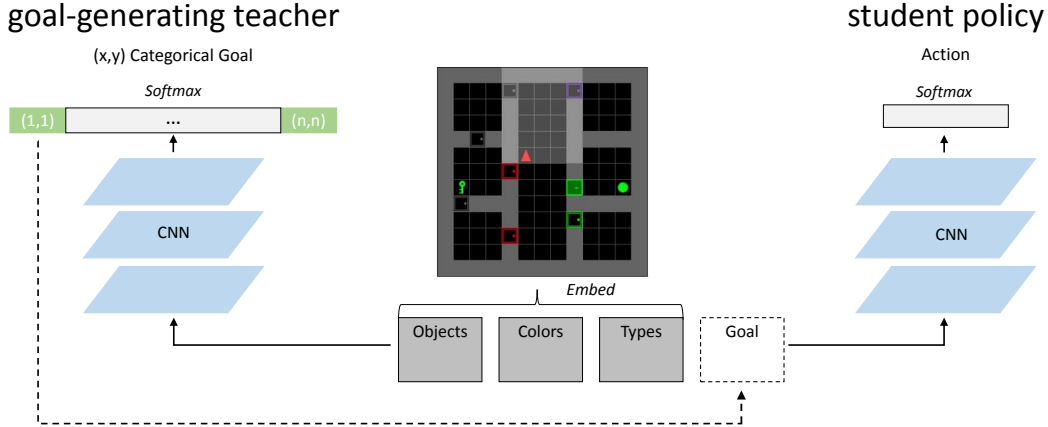 goal-generating teacher
student policy
(x,y) Categorical Goal
Action
Softmax
Softmax
(1,1)
...
(n,n)
CNN
CNN
Embed
Objects
Colors
Types
Goal